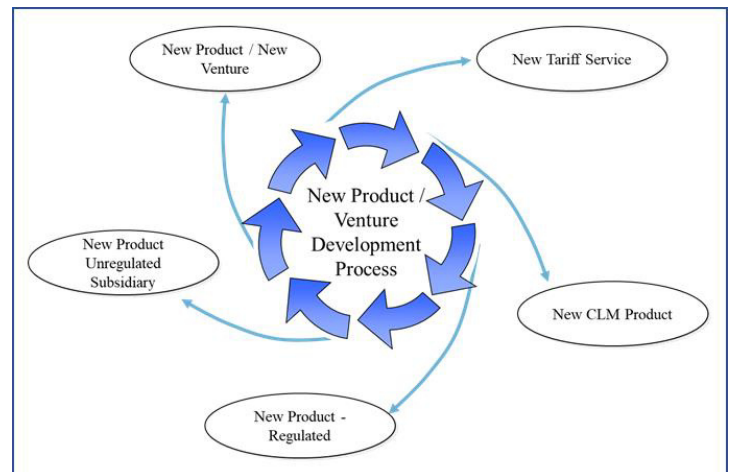 New Product / New
Venture
New Tariff Service
New Product /
Venture
Development
Process
New Product
Unregulated
Subsidiary
New CLM Product
New Product -
Regulated